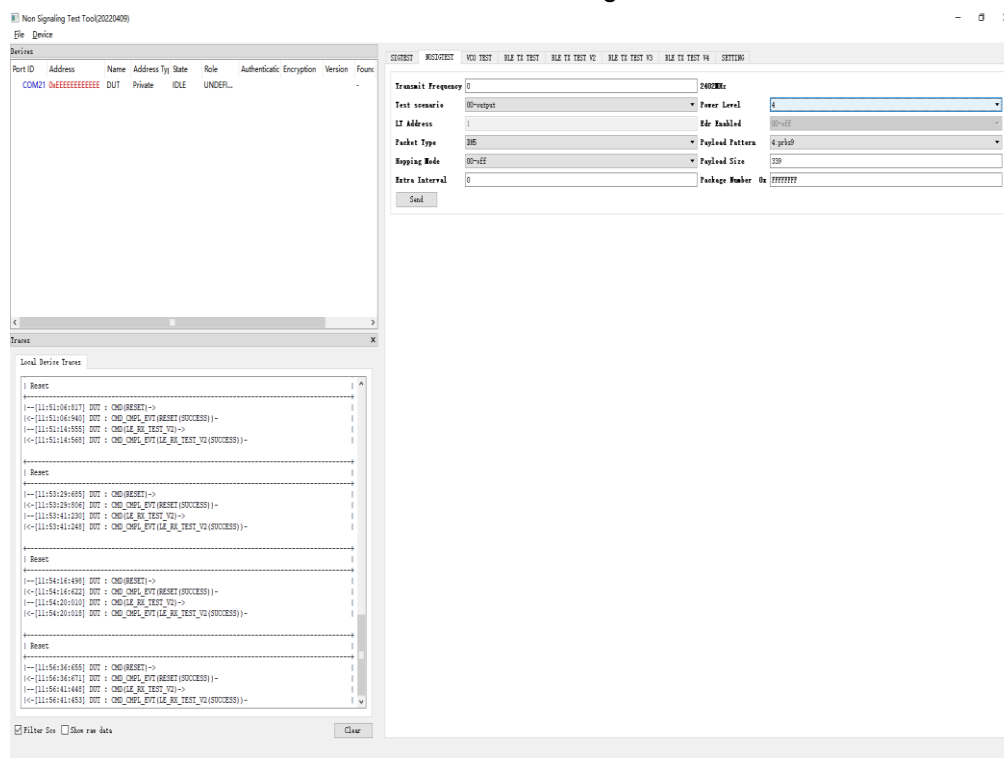 Non Signaling Test Tool(20220409)
File Device
Devices
Port ID Address Name Address Typ State Role Authenticatic Encryption Version Founc
COM21 0xEEEEEEEEEEEE DUT Private IDLE UNDEFI... -
SIGTEST NOSIGTEST VCO TEST BLE TX TEST BLE TX TEST V2 BLE TX TEST V3 BLE TX TEST V4 SETTING
Transmit Frequency 0 2402MHz
Test scenario 00-output Power Level 4
LT Address 1 Edr Enabled 00-off
Packet Type DH5 Payload Pattern 4:prbs9
Hopping Mode 00-off Payload Size 339
Extra Interval 0 Package Number 0x FFFFFFFF
Send
Traces X
Local Device Traces
| Reset |
|--[11:51:06:817] DUT : CMD(RESET)-> |
|<-[11:51:06:940] DUT : CMD_CMPL_EVT(RESET(SUCCESS))- |
|--[11:51:14:555] DUT : CMD(LE_RX_TEST_V2)-> |
|<-[11:51:14:568] DUT : CMD_CMPL_EVT(LE_RX_TEST_V2(SUCCESS))-
| Reset |
|--[11:53:29:685] DUT : CMD(RESET)-> |
|<-[11:53:29:806] DUT : CMD_CMPL_EVT(RESET(SUCCESS))- |
|--[11:53:41:230] DUT : CMD(LE_RX_TEST_V2)-> |
|<-[11:53:41:248] DUT : CMD_CMPL_EVT(LE_RX_TEST_V2(SUCCESS))-
| Reset |
|--[11:54:16:498] DUT : CMD(RESET)-> |
|<-[11:54:16:622] DUT : CMD_CMPL_EVT(RESET(SUCCESS))- |
|--[11:54:20:010] DUT : CMD(LE_RX_TEST_V2)-> |
|<-[11:54:20:018] DUT : CMD_CMPL_EVT(LE_RX_TEST_V2(SUCCESS))- |
| Reset |
|--[11:56:36:655] DUT : CMD(RESET)-> |
|<-[11:56:36:671] DUT : CMD_CMPL_EVT(RESET(SUCCESS))- |
|--[11:56:41:448] DUT : CMD(LE_RX_TEST_V2)-> |
|<-[11:56:41:453] DUT : CMD_CMPL_EVT(LE_RX_TEST_V2(SUCCESS))- |
Filter Sco Show raw data Clear